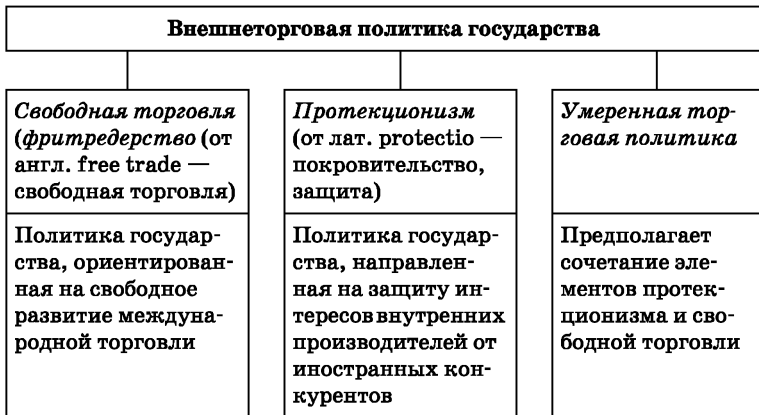 Внешнеторговая политика государства
Свободная торговля
(фритредерство (от
англ. free trade —
свободная торговля)
Политика государ-
ства, ориентирован-
ная на свободное
развитие междуна-
родной торговли
Протекционизм
(от лат. protectio —
покровительство,
защита)
Политика государ-
ства, направлен-
ная на защиту ин-
тересов внутренних
производителей от
иностранных кон-
курентов
Умеренная тор-
говая политика
Предполагает
сочетание эле-
ментов протек-
ционизма и сво-
бодной торговли